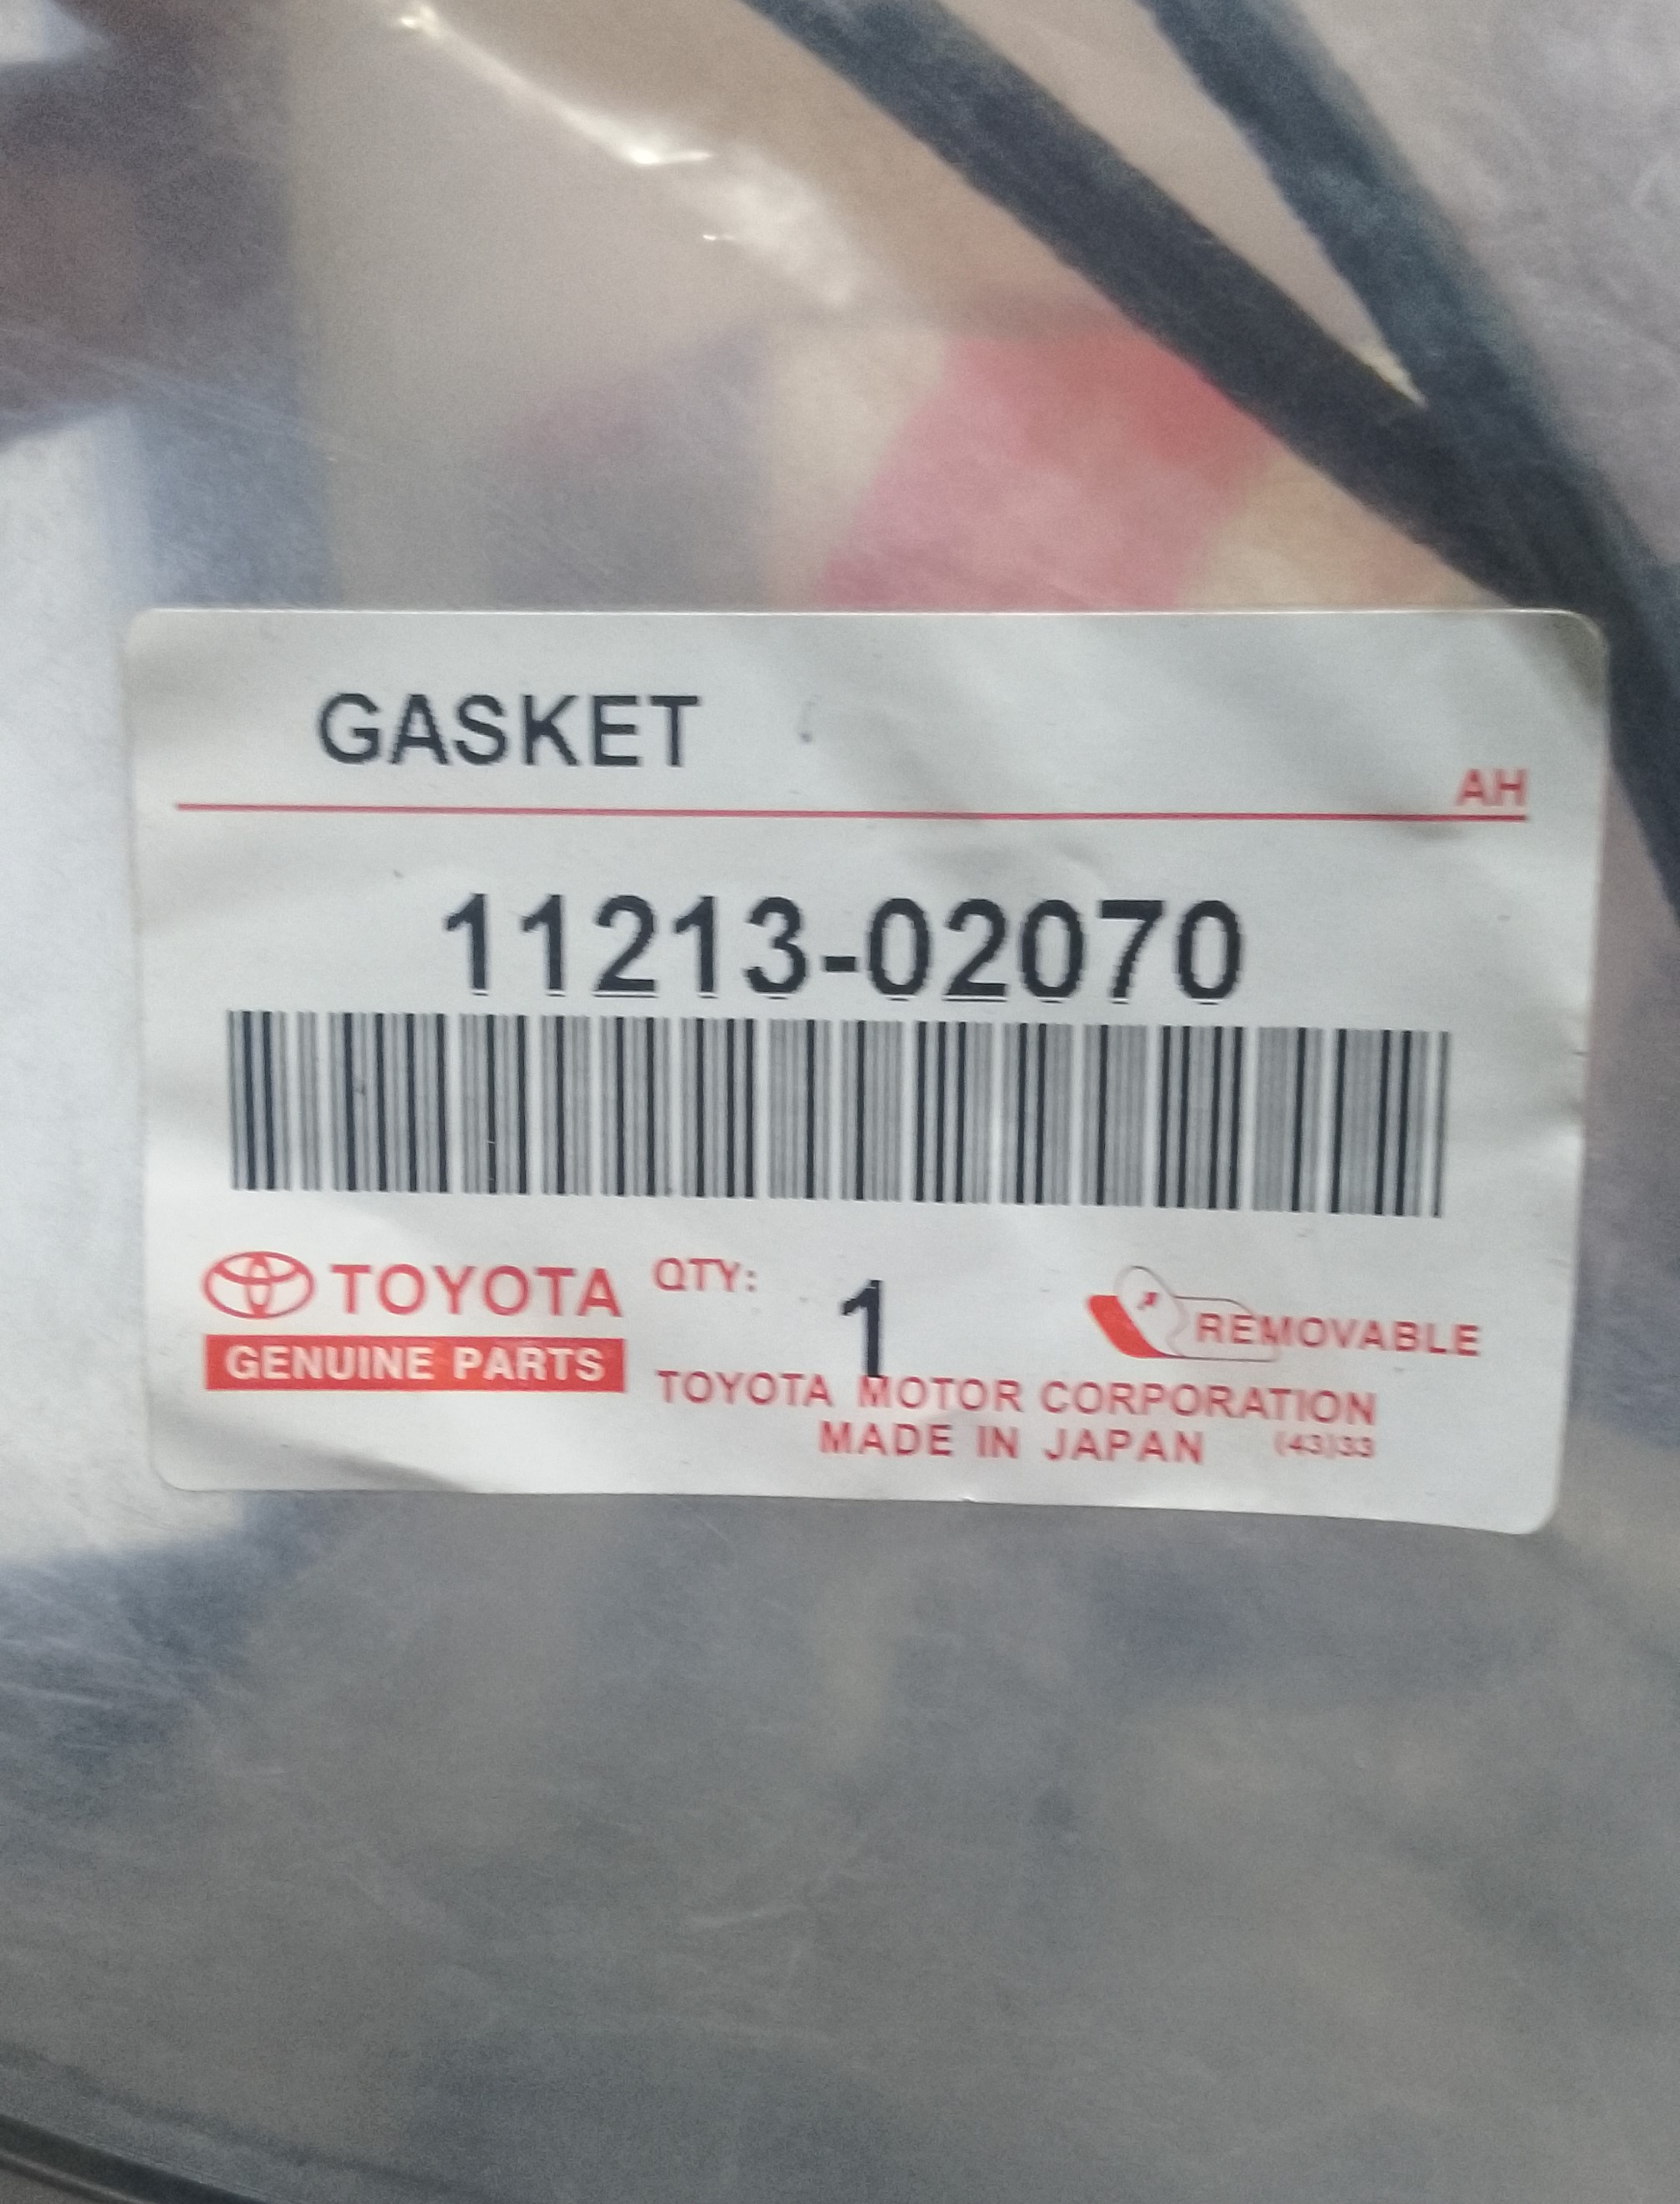 GASKET
AH
11213-02070
TOYOTA
GENUINE PARTS
QTY: 1
REMOVABLE
TOYOTA MOTOR CORPORATION
MADE IN JAPAN (43)33